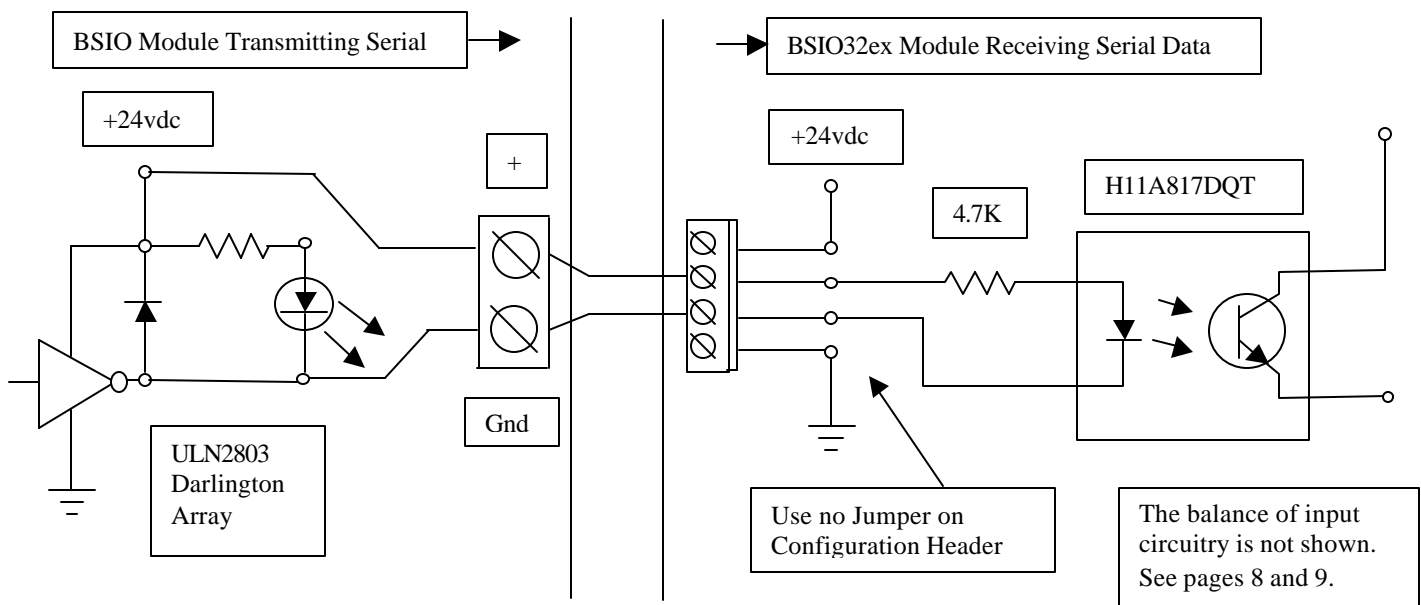 BSIO Module Transmitting Serial
BSIO32ex Module Receiving Serial Data
+24vdc
+
+24vdc
4.7K
H11A817DQT
Gnd
ULN2803
Darlington
Array
Use no Jumper on
Configuration Header
The balance of input
circuitry is not shown.
See pages 8 and 9.